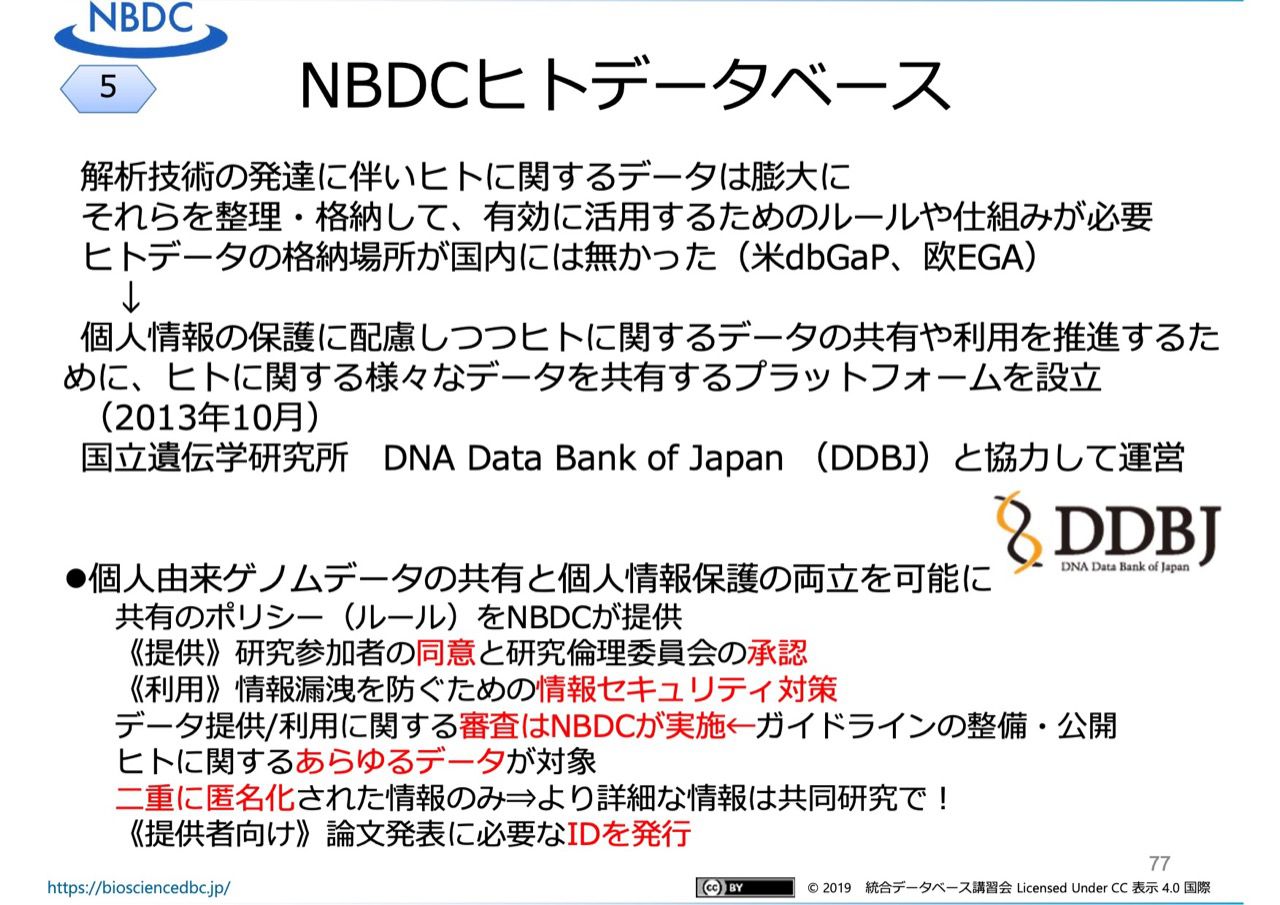 NBDC
5
NBDCヒトデータベース
解析技術の発達に伴いヒトに関するデータは膨大に
それらを整理・格納して、有効に活用するためのルールや仕組みが必要
ヒトデータの格納場所が国内には無かった（米dbGaP、欧EGA）
↓
個人情報の保護に配慮しつつヒトに関するデータの共有や利用を推進するた
めに、ヒトに関する様々なデータを共有するプラットフォームを設立
（2013年10月）
国立遺伝学研究所　DNA Data Bank of Japan （DDBJ）と協力して運営
DDBJ
DNA Data Bank of Japan
●個人由来ゲノムデータの共有と個人情報保護の両立を可能に
共有のポリシー（ルール）をNBDCが提供
《提供》研究参加者の同意と研究倫理委員会の承認
《利用》情報漏洩を防ぐための情報セキュリティ対策
データ提供/利用に関する審査はNBDCが実施←ガイドラインの整備・公開
ヒトに関するあらゆるデータが対象
二重に匿名化された情報のみ⇒より詳細な情報は共同研究で！
《提供者向け》論文発表に必要なIDを発行
77
https://biosciencedbc.jp/
cc BY
© 2019　統合データベース講習会 Licensed Under CC 表示 4.0 国際